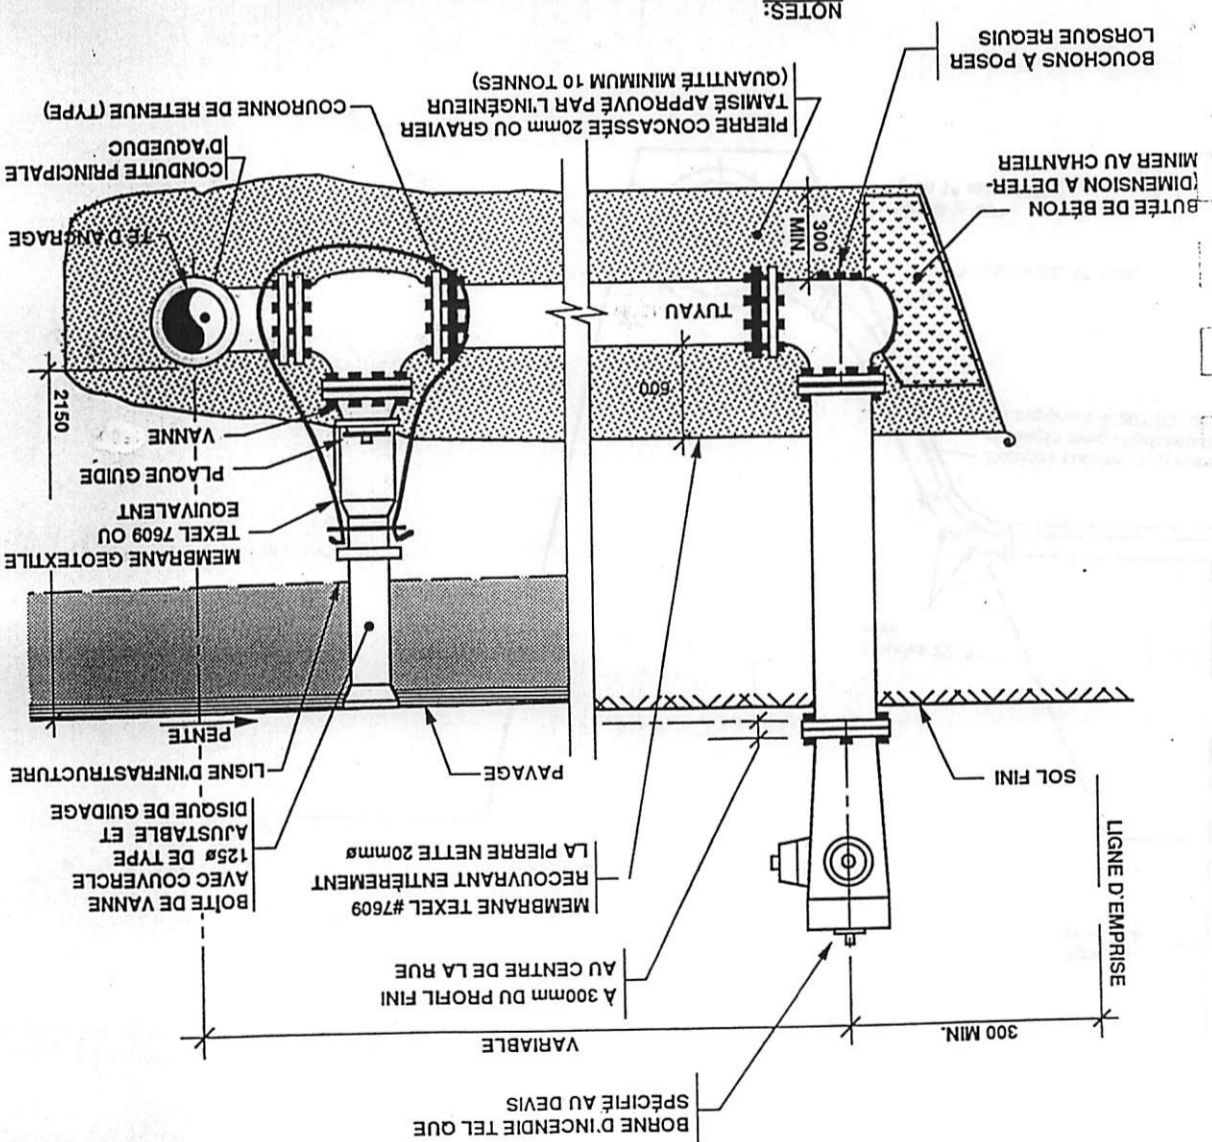 BORNE D'INCENDIE TEL QUE
SPÉCIFIÉ AU DEVIS
300 MIN.
VARIABLE
LIGNE D'EMPRISE
À 300mm DU PROFIL FINI
AU CENTRE DE LA RUE
MEMBRANE TEXEL #7609
RECOUVRANT ENTIÈREMENT
LA PIERRE NETTE 20mmø
BOÎTE DE VANNE
AVEC COUVERCLE
125ø DE TYPE
AJUSTABLE ET
DISQUE DE GUIDAGE
SOL FINI
PAVAGE
LIGNE D'INFRASTRUCTURE
PENTE
MEMBRANE GEOTEXTILE
TEXEL 7609 OU
EQUIVALENT
PLAQUE GUIDE
VANNE
2150
600
TUYAU
TÉ D'ANCRAGE
300
MIN
BUTÉE DE BÉTON
(DIMENSION A DETER-
MINER AU CHANTIER
CONDUITE PRINCIPALE
D'AQUEDUC
COURONNE DE RETENUE (TYPE)
PIERRE CONCASSÉE 20mm OU GRAVIER
TAMISÉ APPROUVÉ PAR L'INGÉNIEUR
(QUANTITÉ MINIMUM 10 TONNES)
BOUCHONS À POSER
LORSQUE REQUIS
NOTES: